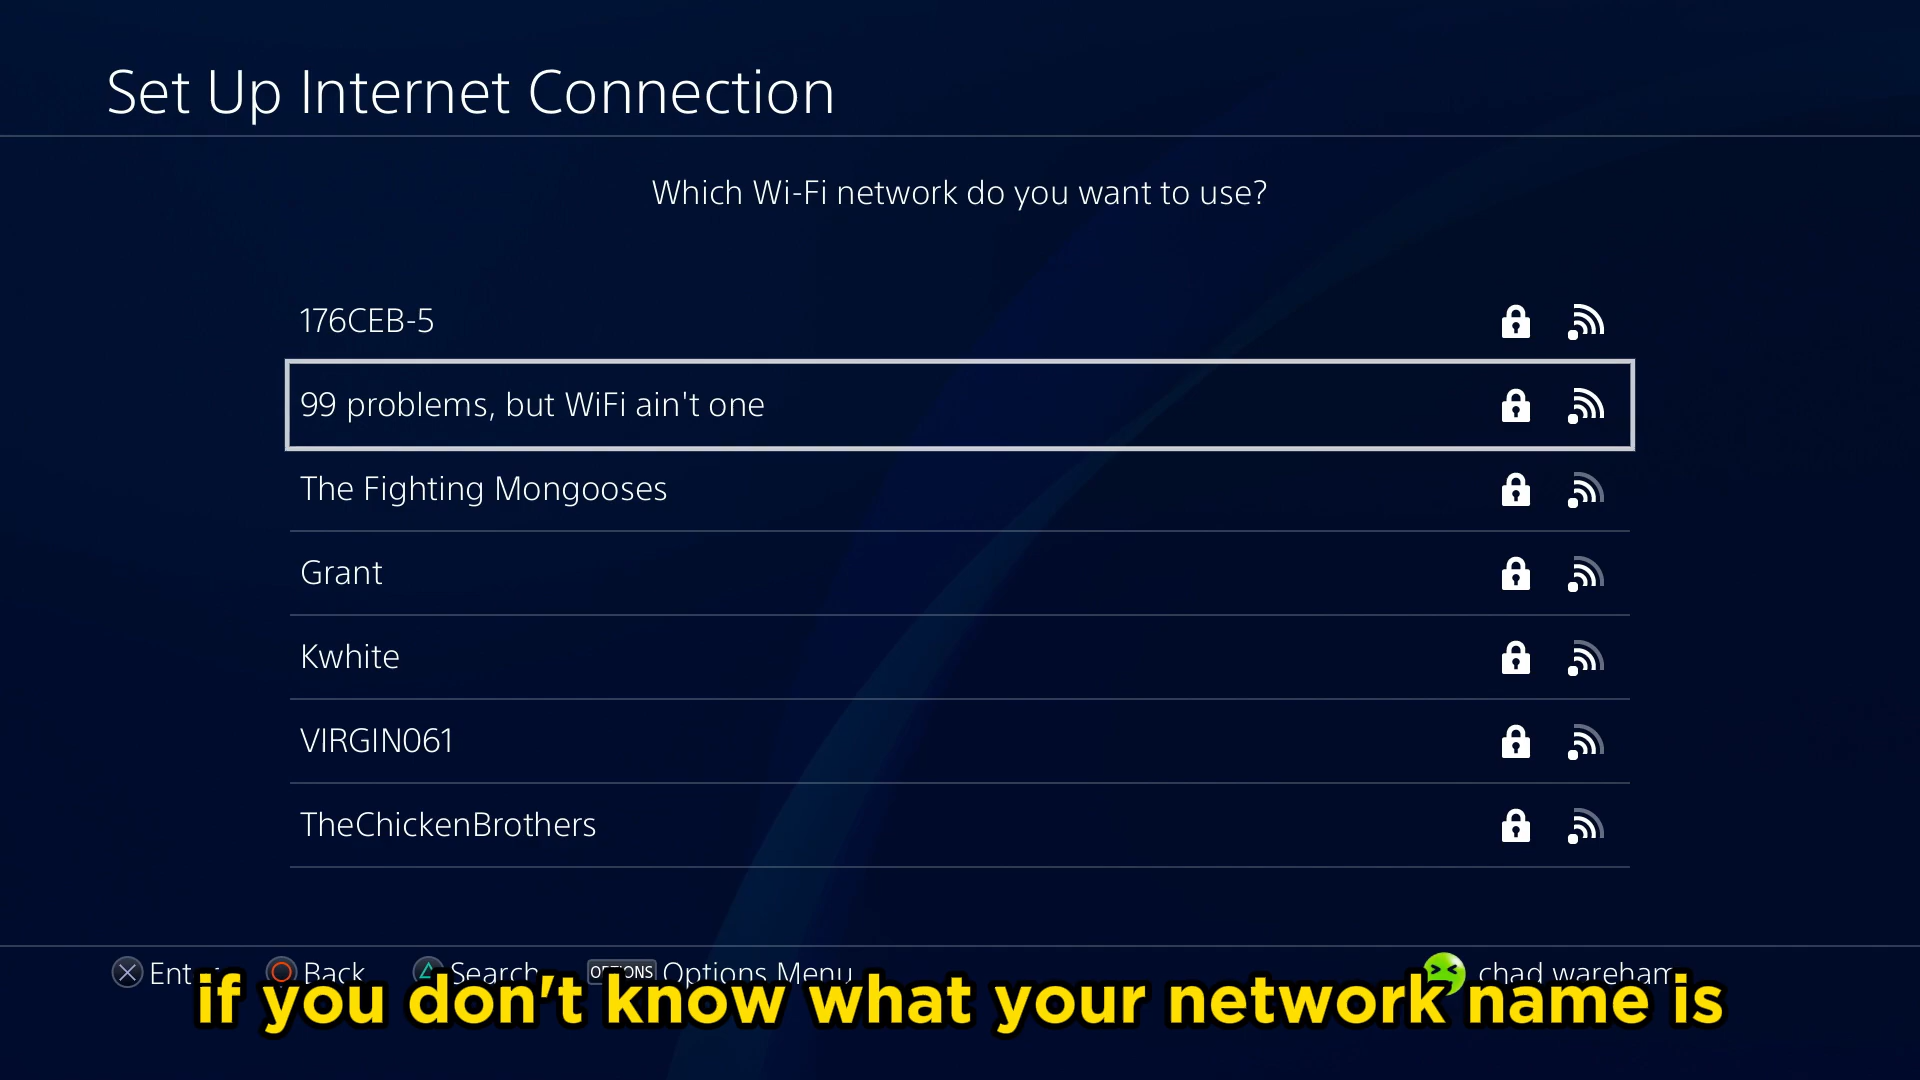 Set Up Internet Connection
Which Wi-Fi network do you want to use?
176CEB-5
99 problems, but WiFi ain't one
The Fighting Mongooses
Grant
Kwhite
VIRGIN061
TheChickenBrothers
Enter Back Search OPTIONS Options Menu chad wareham
if you don't know what your network name is